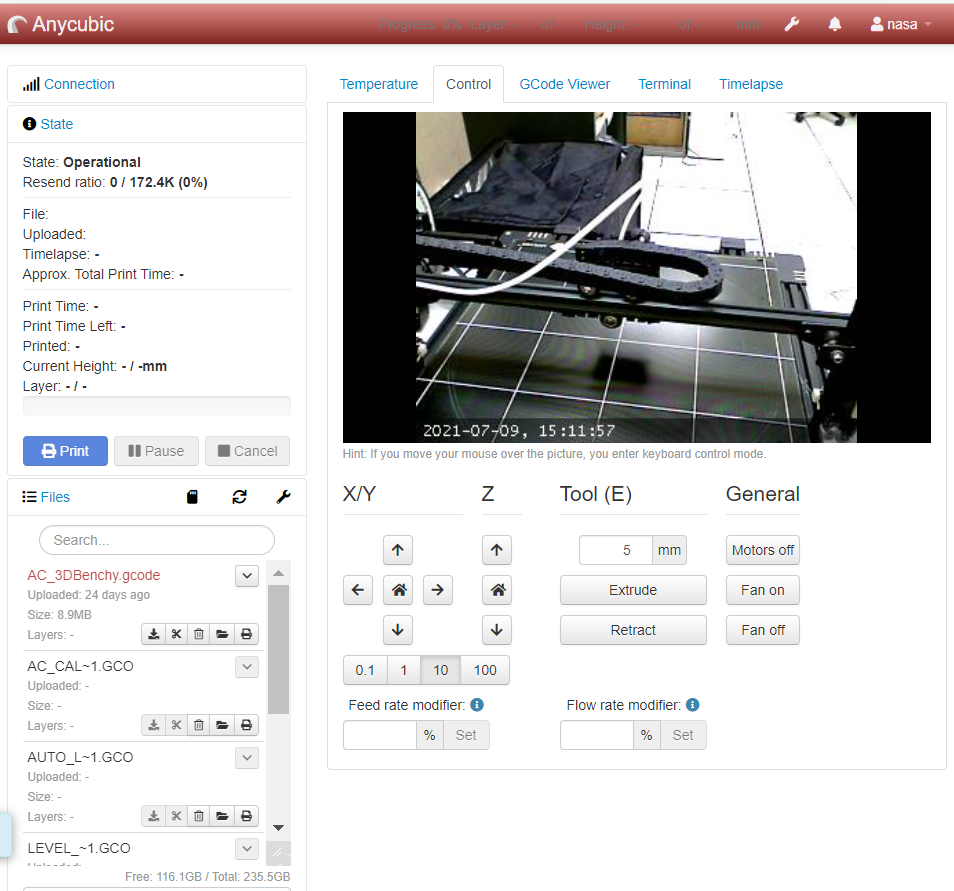 Anycubic
Progress: 0% Layer: of Height: of mm
nasa
Connection
State
State: Operational
Resend ratio: 0 / 172.4K (0%)
File:
Uploaded:
Timelapse: -
Approx. Total Print Time: -
Print Time: -
Print Time Left: -
Printed: -
Current Height: - / -mm
Layer: - / -
Print Pause Cancel
Files
Search...
AC_3DBenchy.gcode
Uploaded: 24 days ago
Size: 8.9MB
Layers: -
AC_CAL~1.GCO
Uploaded: -
Size: -
Layers: -
AUTO_L~1.GCO
Uploaded: -
Size: -
Layers: -
LEVEL_~1.GCO
Uploaded: -
Free: 116.1GB / Total: 235.5GB
Temperature Control GCode Viewer Terminal Timelapse
2021-07-09, 15:11:57
Hint: If you move your mouse over the picture, you enter keyboard control mode.
X/Y Z Tool (E) General
5 mm Motors off
Extrude Fan on
Retract Fan off
0.1 1 10 100
Feed rate modifier: Flow rate modifier:
% Set % Set